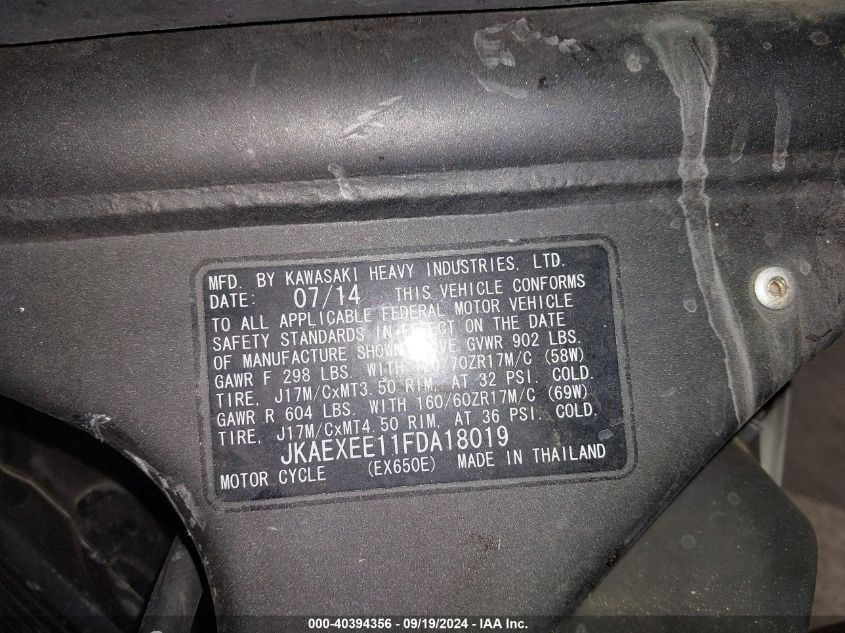 MFD. BY KAWASAKI HEAVY INDUSTRIES, LTD.
DATE: 07/14 THIS VEHICLE CONFORMS
TO ALL APPLICABLE FEDERAL MOTOR VEHICLE
SAFETY STANDARDS IN EFFECT ON THE DATE
OF MANUFACTURE SHOWN ABOVE. GVWR 902 LBS.
GAWR F 298 LBS. WITH 120/70ZR17M/C (58W)
TIRE, J17M/CxMT3.50 RIM, AT 32 PSI. COLD.
GAWR R 604 LBS. WITH 160/60ZR17M/C (69W)
TIRE, J17M/CxMT4.50 RIM, AT 36 PSI. COLD.
JKAEXEE11FDA18019
MOTOR CYCLE (EX650E) MADE IN THAILAND
000-40394356 - 09/19/2024 - IAA Inc.